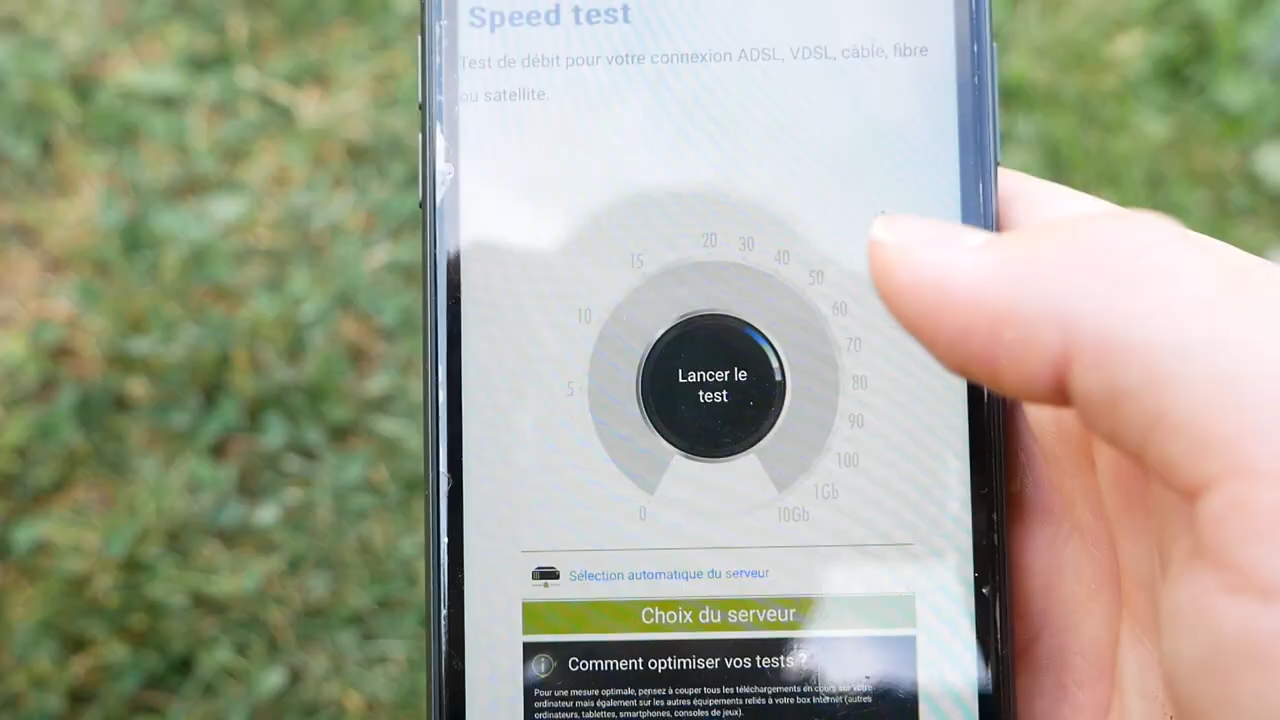 Speed test
Test de débit pour votre connexion ADSL, VDSL, câble, fibre
ou satellite.
20
30
15
40
50
10
60
70
5
80
90
100
1Gb
0
10Gb
Lancer le
test
Sélection automatique du serveur
Choix du serveur
Comment optimiser vos tests ?
Pour une mesure optimale, pensez à couper tous les téléchargements en cours sur votre
ordinateur mais également sur les autres équipements reliés à votre box Internet (autres
ordinateurs, tablettes, smartphones, consoles de jeux).